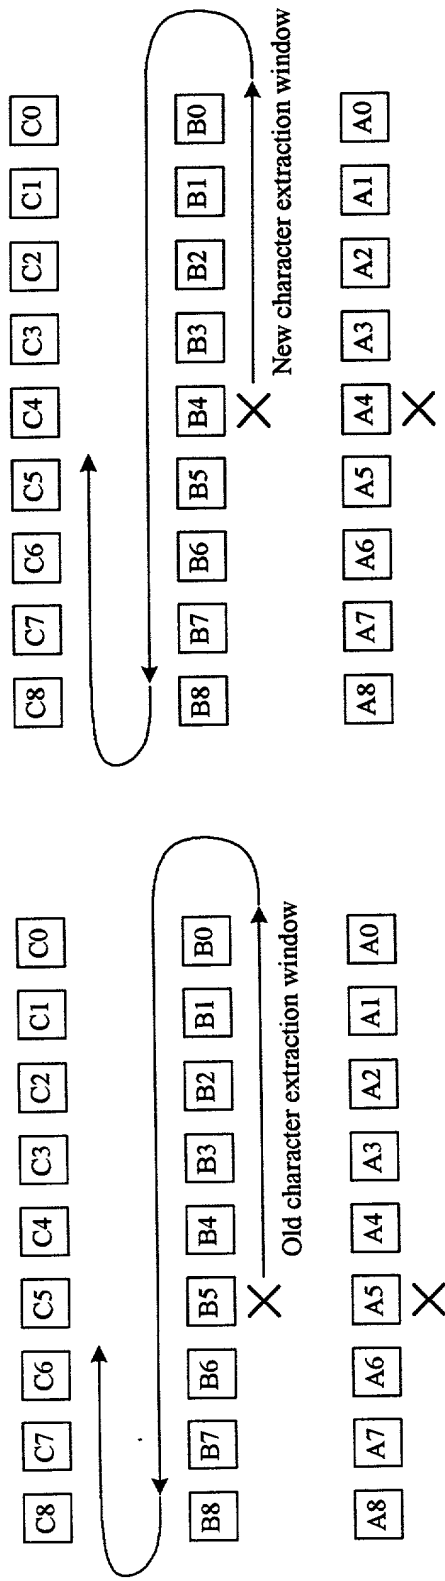 C8 C7 C6 C5 C4 C3 C2 C1 C0
B8 B7 B6 B5 B4 B3 B2 B1 B0
Old character extraction window
A8 A7 A6 A5 A4 A3 A2 A1 A0
C8 C7 C6 C5 C4 C3 C2 C1 C0
B8 B7 B6 B5 B4 B3 B2 B1 B0
New character extraction window
A8 A7 A6 A5 A4 A3 A2 A1 A0